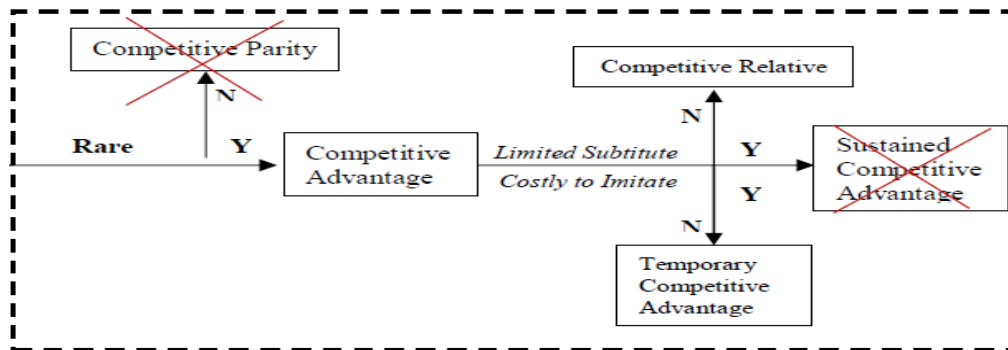 Competitive Parity
N
Rare
Y
Competitive
Advantage
Limited Subtitute
Costly to Imitate
Competitive Relative
N
Y
Y
N
Sustained
Competitive
Advantage
Temporary
Competitive
Advantage